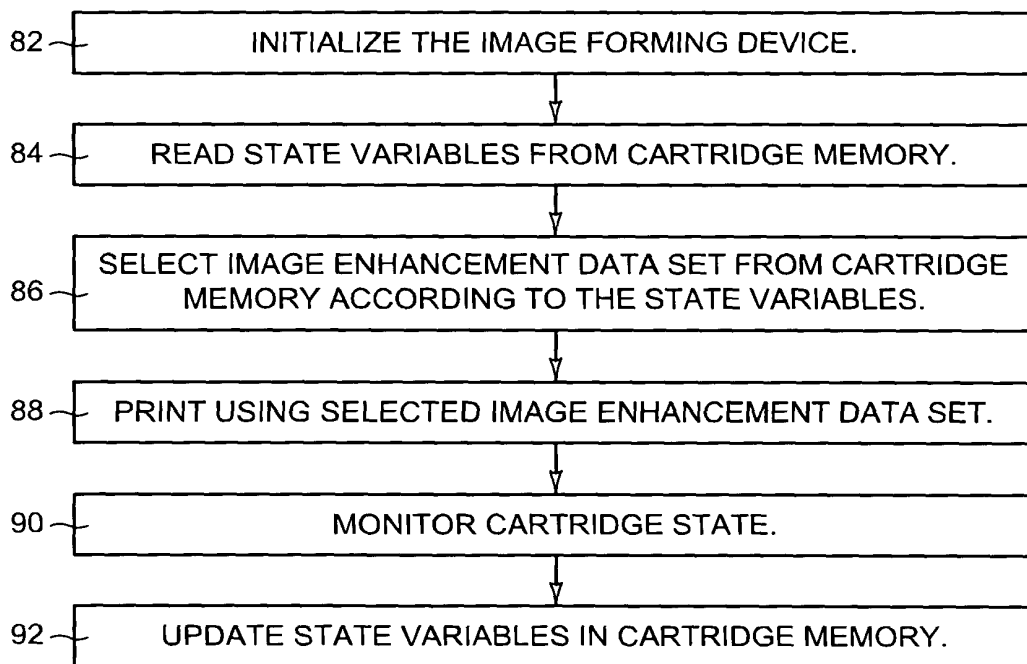 82 INITIALIZE THE IMAGE FORMING DEVICE.
84 READ STATE VARIABLES FROM CARTRIDGE MEMORY.
SELECT IMAGE ENHANCEMENT DATA SET FROM CARTRIDGE
86 MEMORY ACCORDING TO THE STATE VARIABLES.
88 PRINT USING SELECTED IMAGE ENHANCEMENT DATA SET.
90 MONITOR CARTRIDGE STATE.
92 UPDATE STATE VARIABLES IN CARTRIDGE MEMORY.